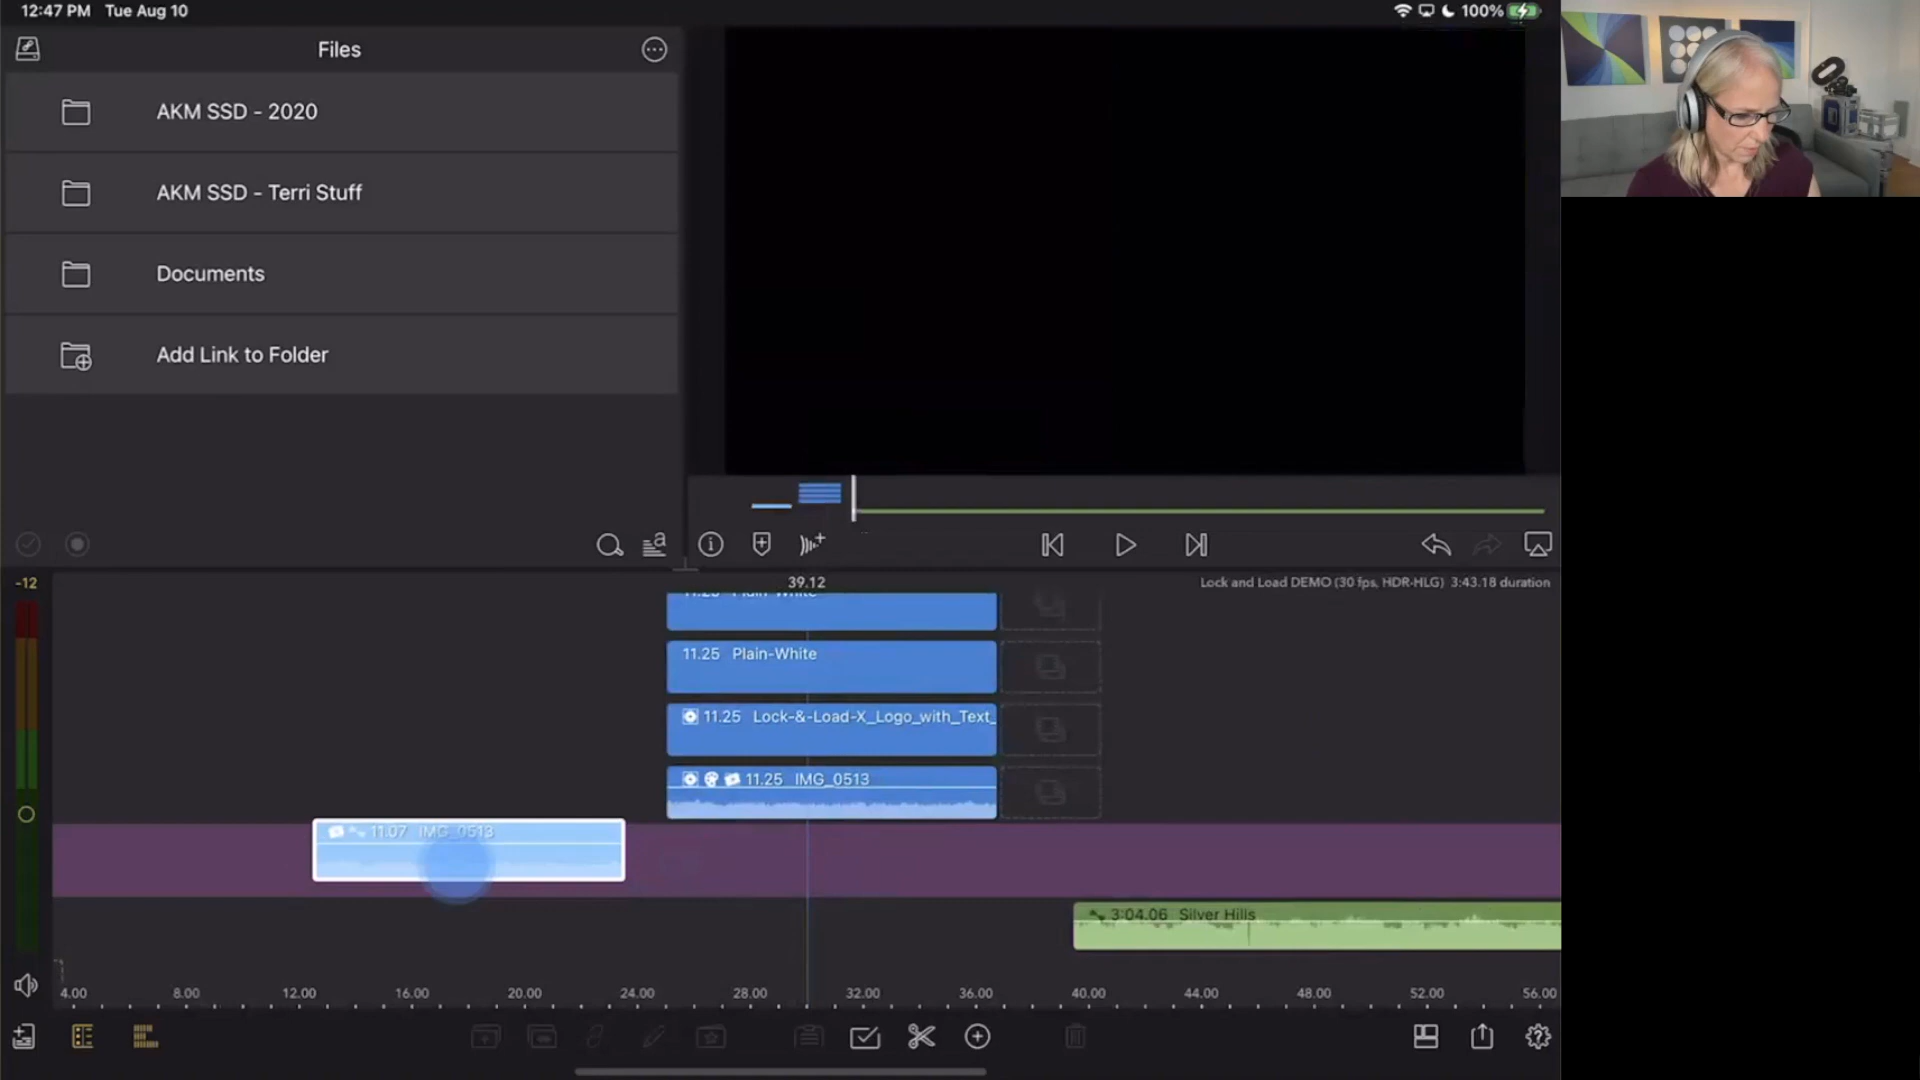 12:47 PM Tue Aug 10
100%
Files
AKM SSD - 2020
AKM SSD - Terri Stuff
Documents
Add Link to Folder
-12
39.12
Lock and Load DEMO (30 fps, HDR-HLG) 3:43.18 duration
11.25 Plain-White
11.25 Plain-White
11.25 Lock-&-Load-X_Logo_with_Text_
11.25 IMG_0513
11.07 IMG_0513
3:04.06 Silver Hills
4.00 8.00 12.00 16.00 20.00 24.00 28.00 32.00 36.00 40.00 44.00 48.00 52.00 56.00